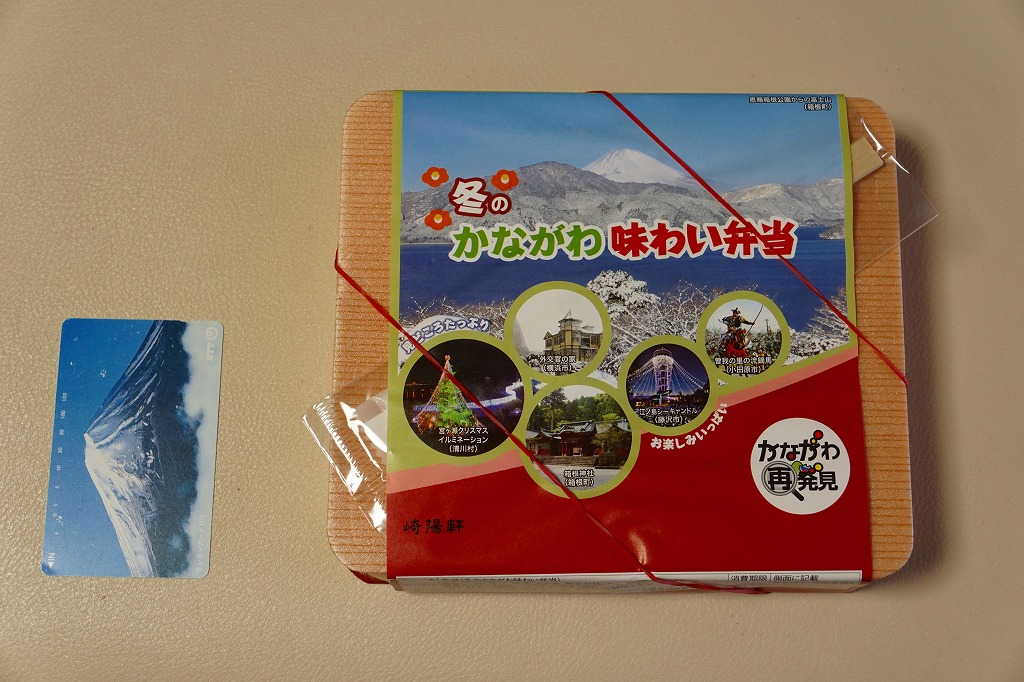 恩賜箱根公園からの富士山
(箱根町)
冬の
かながわ味わい弁当
見どころたっぷり
外交官の家
(横浜市)
曽我の里の流鏑馬
(小田原市)
宮ヶ瀬クリスマス
イルミネーション
(清川村)
江ノ島シーキャンドル
(藤沢市)
箱根神社
(箱根町)
お楽しみいっぱい
かながわ
再発見
崎陽軒
消費期限 側面に記載
IN